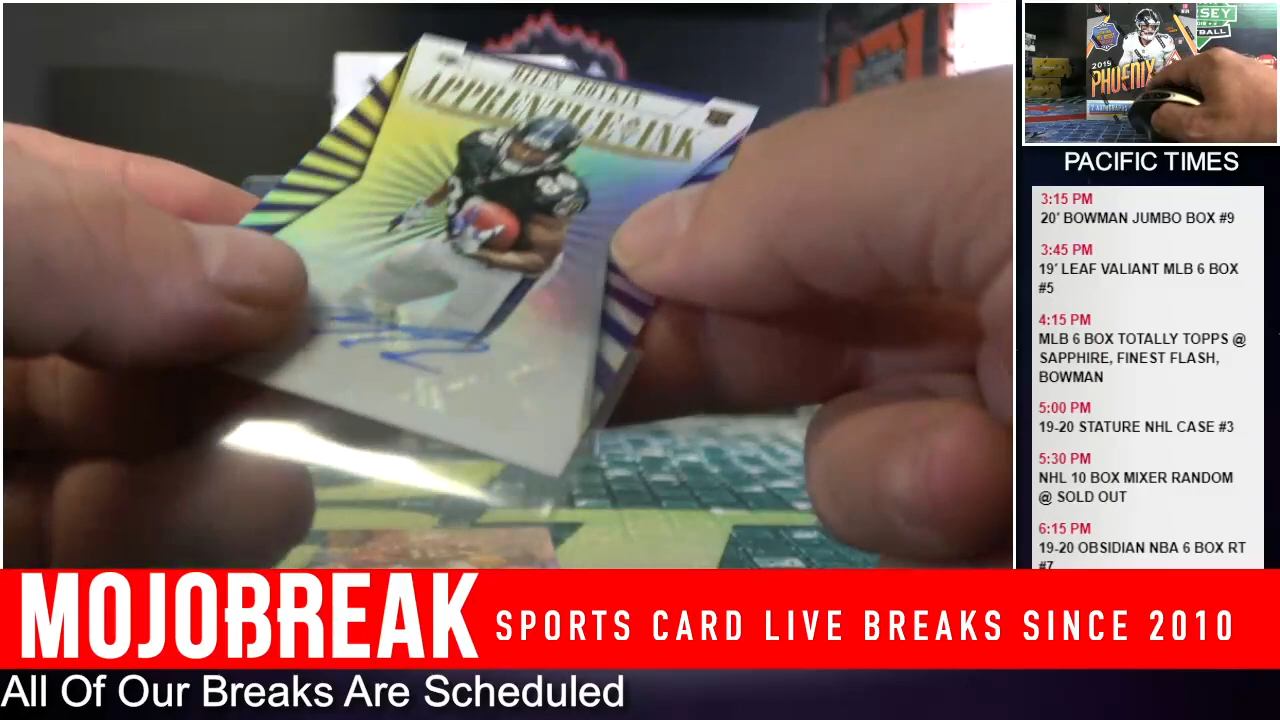 MILES BOYKIN
APPRENTICE INK
2019
PHOENIX
PACIFIC TIMES
3:15 PM
20' BOWMAN JUMBO BOX #9
3:45 PM
19' LEAF VALIANT MLB 6 BOX
#5
4:15 PM
MLB 6 BOX TOTALLY TOPPS @
SAPPHIRE, FINEST FLASH,
BOWMAN
5:00 PM
19-20 STATURE NHL CASE #3
5:30 PM
NHL 10 BOX MIXER RANDOM
@ SOLD OUT
6:15 PM
19-20 OBSIDIAN NBA 6 BOX RT
#7
MOJOBREAK SPORTS CARD LIVE BREAKS SINCE 2010
All Of Our Breaks Are Scheduled